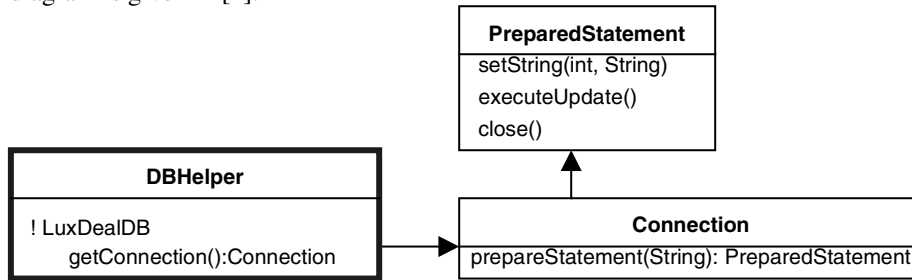 PreparedStatement
setString(int, String)
executeUpdate()
close()
DBHelper
! LuxDealDB
getConnection():Connection
Connection
prepareStatement(String): PreparedStatement